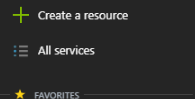 Create a resource
All services
FAVORITES